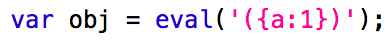 var obj = eval('({a:1})');